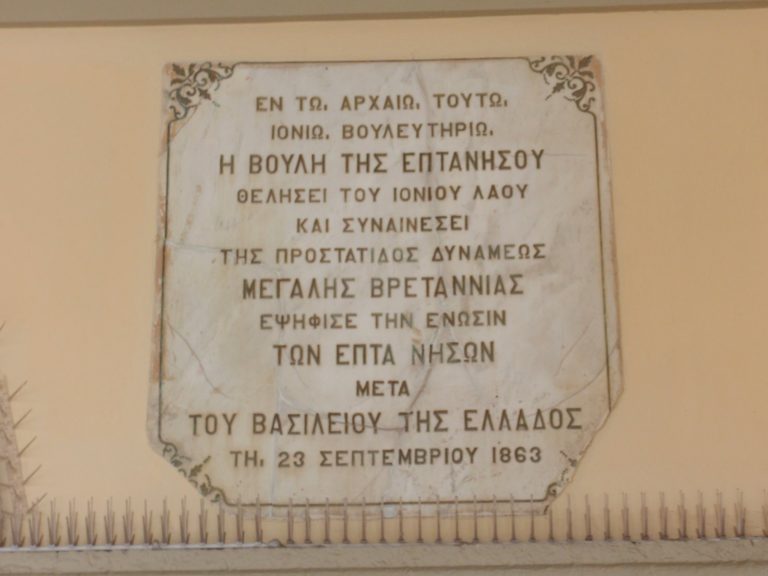 ΕΝ ΤΩͺ ΑΡΧΑΙΩͺ ΤΟΥΤΩͺ
ΙΟΝΙΩͺ ΒΟΥΛΕΥΤΗΡΙΩͺ
Η ΒΟΥΛΗ ΤΗΣ ΕΠΤΑΝΗΣΟΥ
ΘΕΛΗΣΕΙ ΤΟΥ ΙΟΝΙΟΥ ΛΑΟΥ
ΚΑΙ ΣΥΝΑΙΝΕΣΕΙ
ΤΗΣ ΠΡΟΣΤΑΤΙΔΟΣ ΔΥΝΑΜΕΩΣ
ΜΕΓΑΛΗΣ ΒΡΕΤΑΝΝΙΑΣ
ΕΨΗΦΙΣΕ ΤΗΝ ΕΝΩΣΙΝ
ΤΩΝ ΕΠΤΑ ΝΗΣΩΝ
ΜΕΤΑ
ΤΟΥ ΒΑΣΙΛΕΙΟΥ ΤΗΣ ΕΛΛΑΔΟΣ
ΤΗͺ 23 ΣΕΠΤΕΜΒΡΙΟΥ 1863